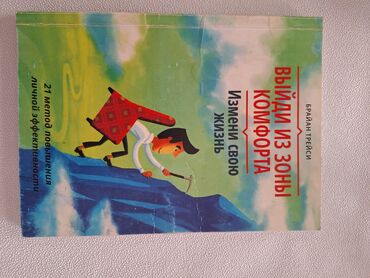 БРАЙАН ТРЕЙСИ
ВЫЙДИ ИЗ ЗОНЫ
КОМФОРТА
Измени свою
жизнь
21 метод повышения
личной эффективности